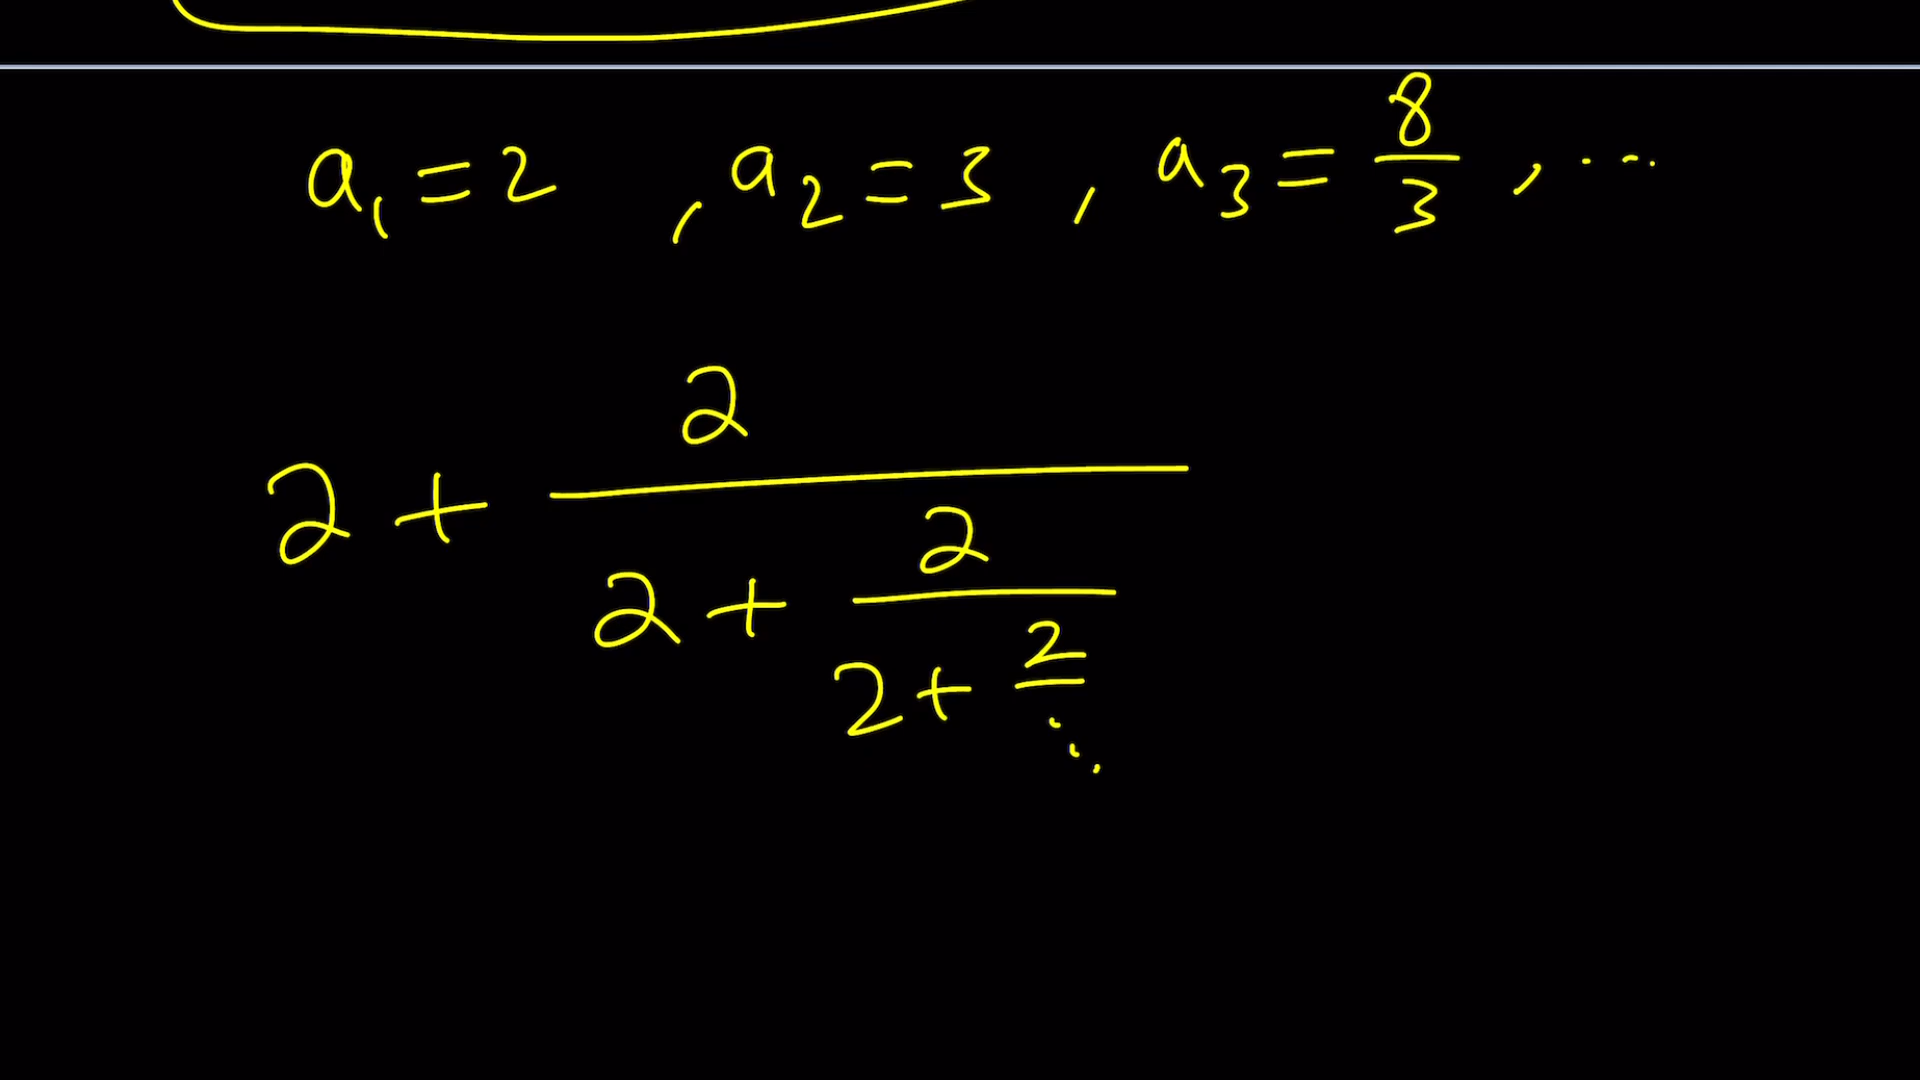 a₁ = 2 , a₂ = 3 , a₃ = 8/3 , ...
2 + 2/(2 + 2/(2 + 2/⋱))